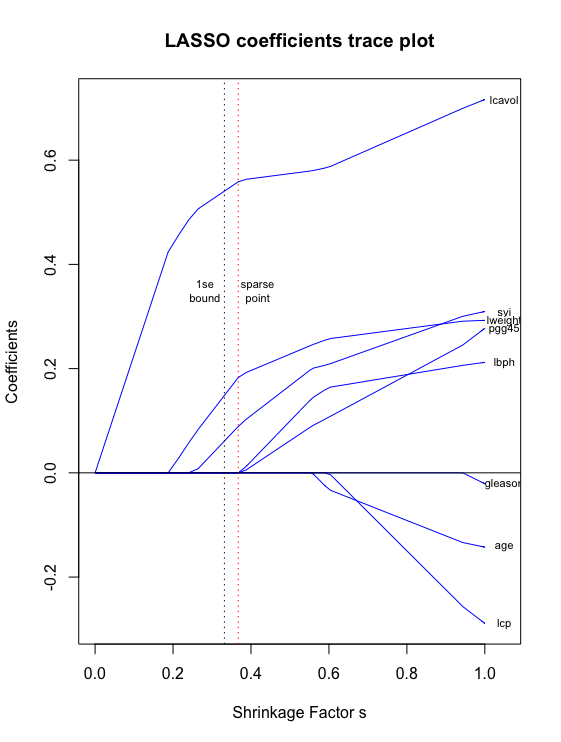 LASSO coefficients trace plot
Coefficients
0.6
0.4
0.2
0.0
-0.2
1se
bound
sparse
point
lcavol
svi
lweight
pgg45
lbph
gleason
age
lcp
0.0 0.2 0.4 0.6 0.8 1.0
Shrinkage Factor s